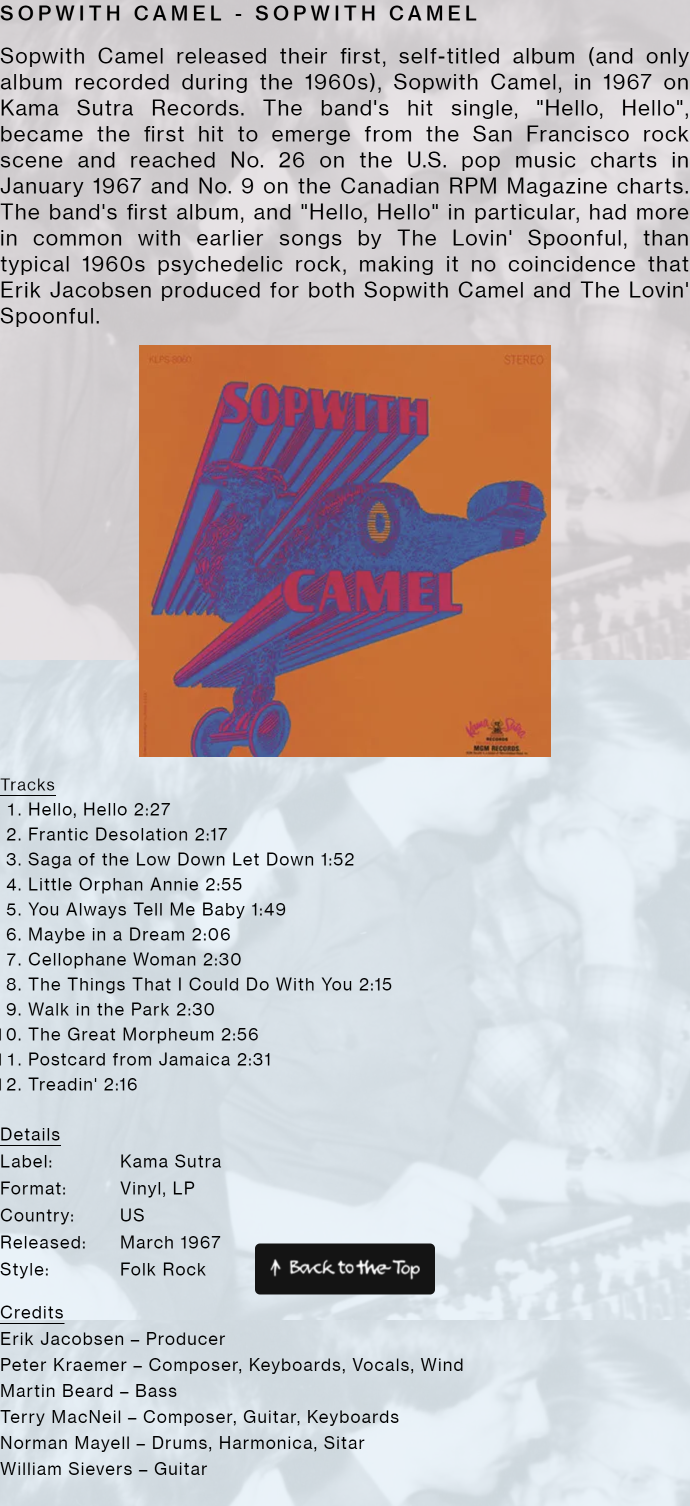 SOPWITH CAMEL - SOPWITH CAMEL
Sopwith Camel released their first, self-titled album (and only
album recorded during the 1960s), Sopwith Camel, in 1967 on
Kama Sutra Records. The band's hit single, "Hello, Hello",
became the first hit to emerge from the San Francisco rock
scene and reached No. 26 on the U.S. pop music charts in
January 1967 and No. 9 on the Canadian RPM Magazine charts.
The band's first album, and "Hello, Hello" in particular, had more
in common with earlier songs by The Lovin' Spoonful, than
typical 1960s psychedelic rock, making it no coincidence that
Erik Jacobsen produced for both Sopwith Camel and The Lovin'
Spoonful.
KLPS-8060 STEREO
SOPWITH
CAMEL
Kama Sutra
RECORDS
MGM RECORDS
Tracks
1. Hello, Hello 2:27
2. Frantic Desolation 2:17
3. Saga of the Low Down Let Down 1:52
4. Little Orphan Annie 2:55
5. You Always Tell Me Baby 1:49
6. Maybe in a Dream 2:06
7. Cellophane Woman 2:30
8. The Things That I Could Do With You 2:15
9. Walk in the Park 2:30
10. The Great Morpheum 2:56
11. Postcard from Jamaica 2:31
12. Treadin' 2:16
Details
Label: Kama Sutra
Format: Vinyl, LP
Country: US
Released: March 1967
Style: Folk Rock
↑ Back to the Top
Credits
Erik Jacobsen – Producer
Peter Kraemer – Composer, Keyboards, Vocals, Wind
Martin Beard – Bass
Terry MacNeil – Composer, Guitar, Keyboards
Norman Mayell – Drums, Harmonica, Sitar
William Sievers – Guitar